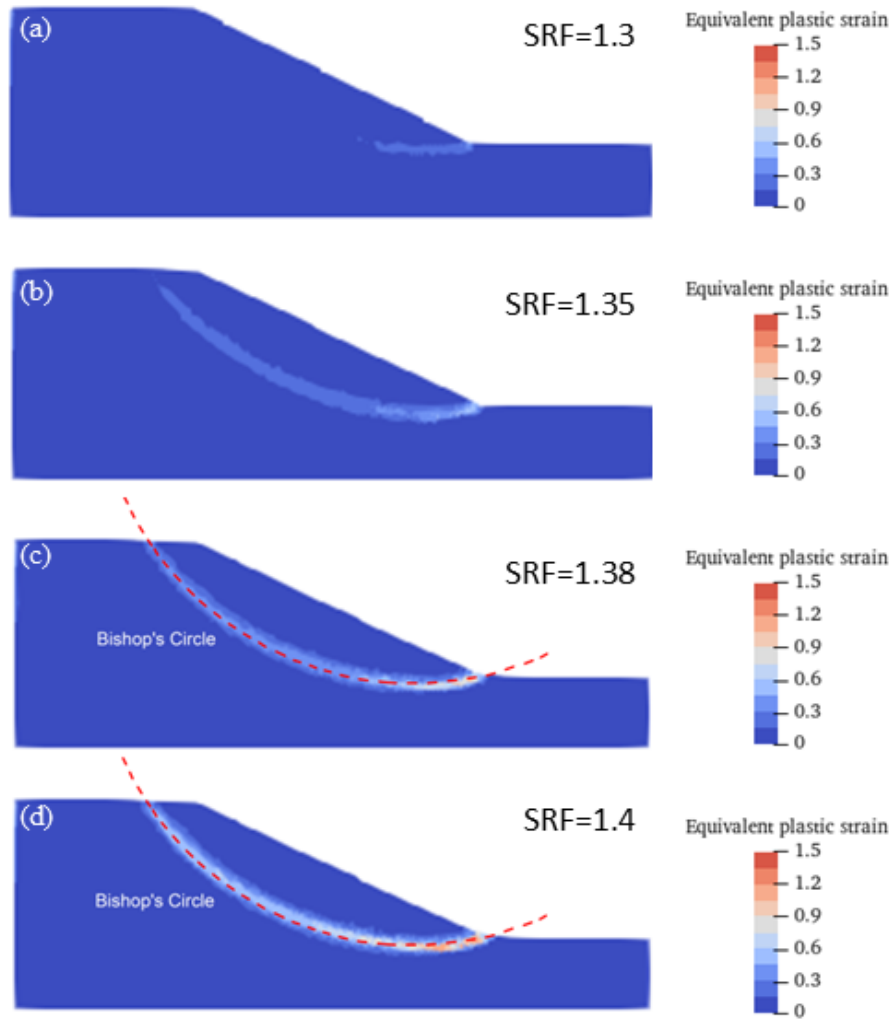 (a)
SRF=1.3
Equivalent plastic strain
1.5
1.2
0.9
0.6
0.3
0
(b)
SRF=1.35
Equivalent plastic strain
1.5
1.2
0.9
0.6
0.3
0
(c)
SRF=1.38
Bishop's Circle
Equivalent plastic strain
1.5
1.2
0.9
0.6
0.3
0
(d)
SRF=1.4
Bishop's Circle
Equivalent plastic strain
1.5
1.2
0.9
0.6
0.3
0